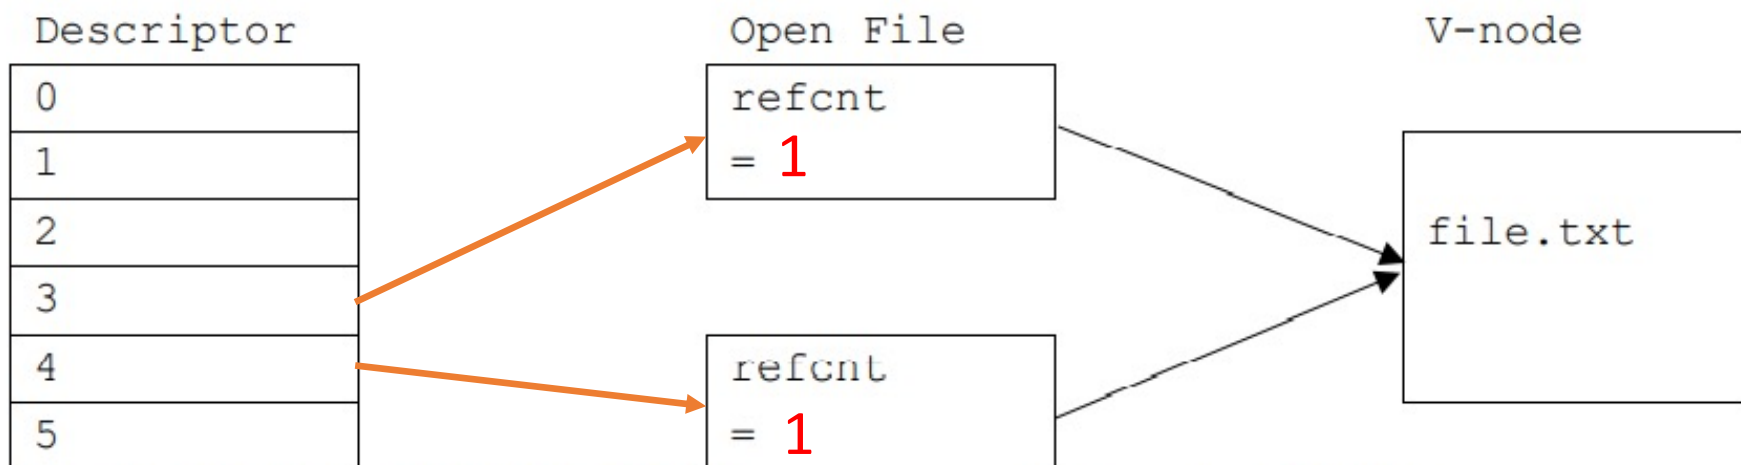 Descriptor
Open File
V-node
0
1
2
3
4
5
refcnt
= 1
refcnt
= 1
file.txt